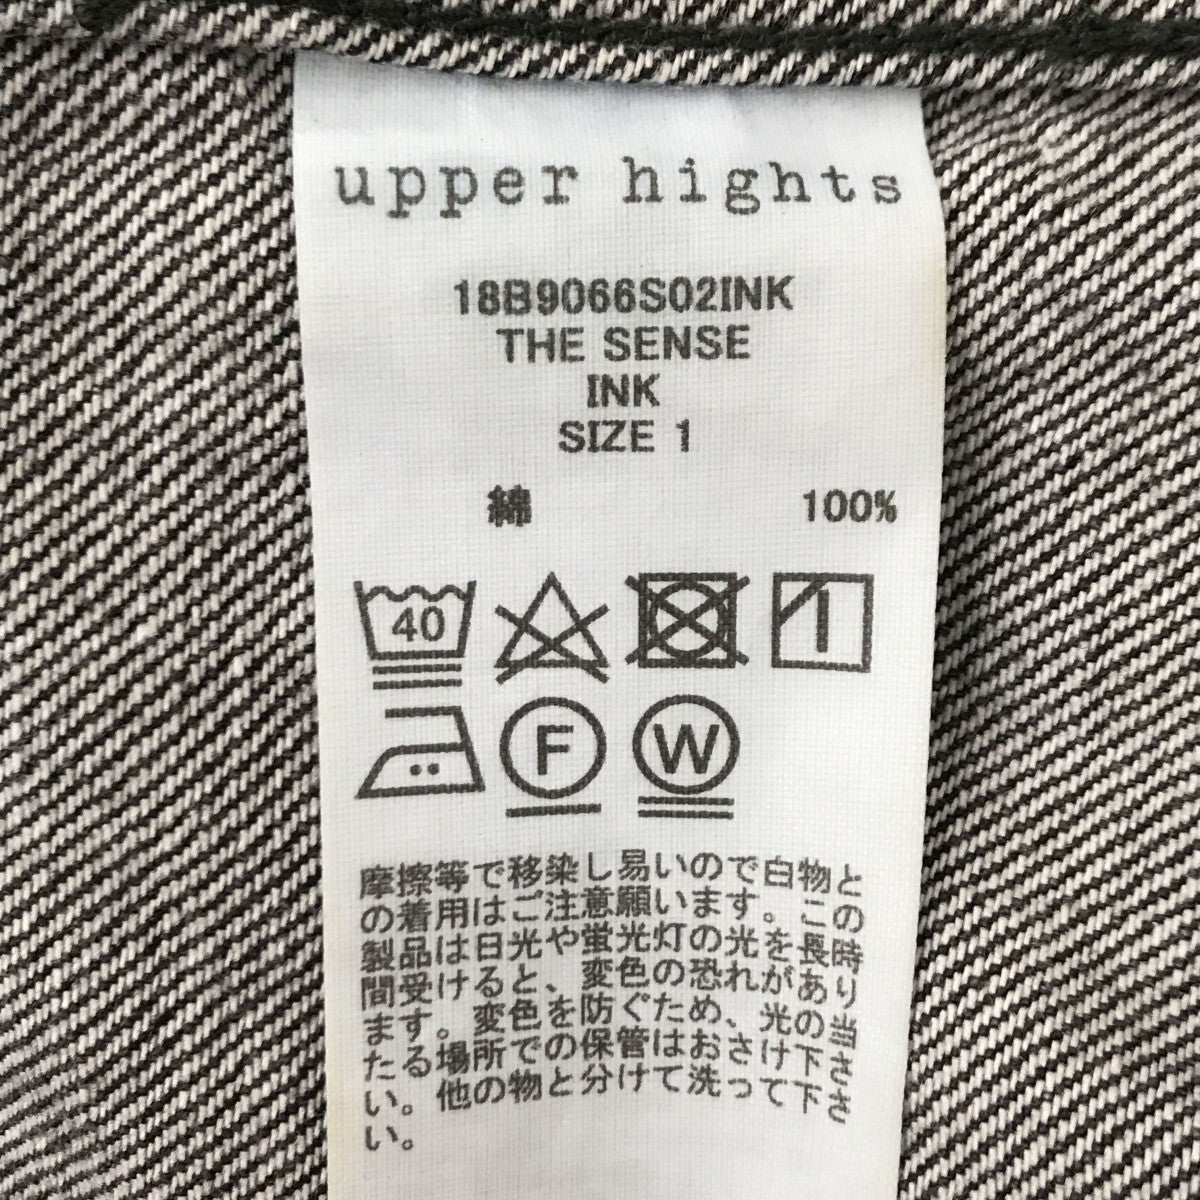 upper hights
18B9066S02INK
THE SENSE
INK
SIZE 1
綿 100%
40
F W
摩擦等で移染し易いので白物と
の着用はご注意願います。この
製品は日光や蛍光灯の光を長時
間受けると、変色の恐れがあり
ます。変色を防ぐため、光の当
たる場所での保管はおさけ下さ
い。他の物と分けて洗って下さ
い。